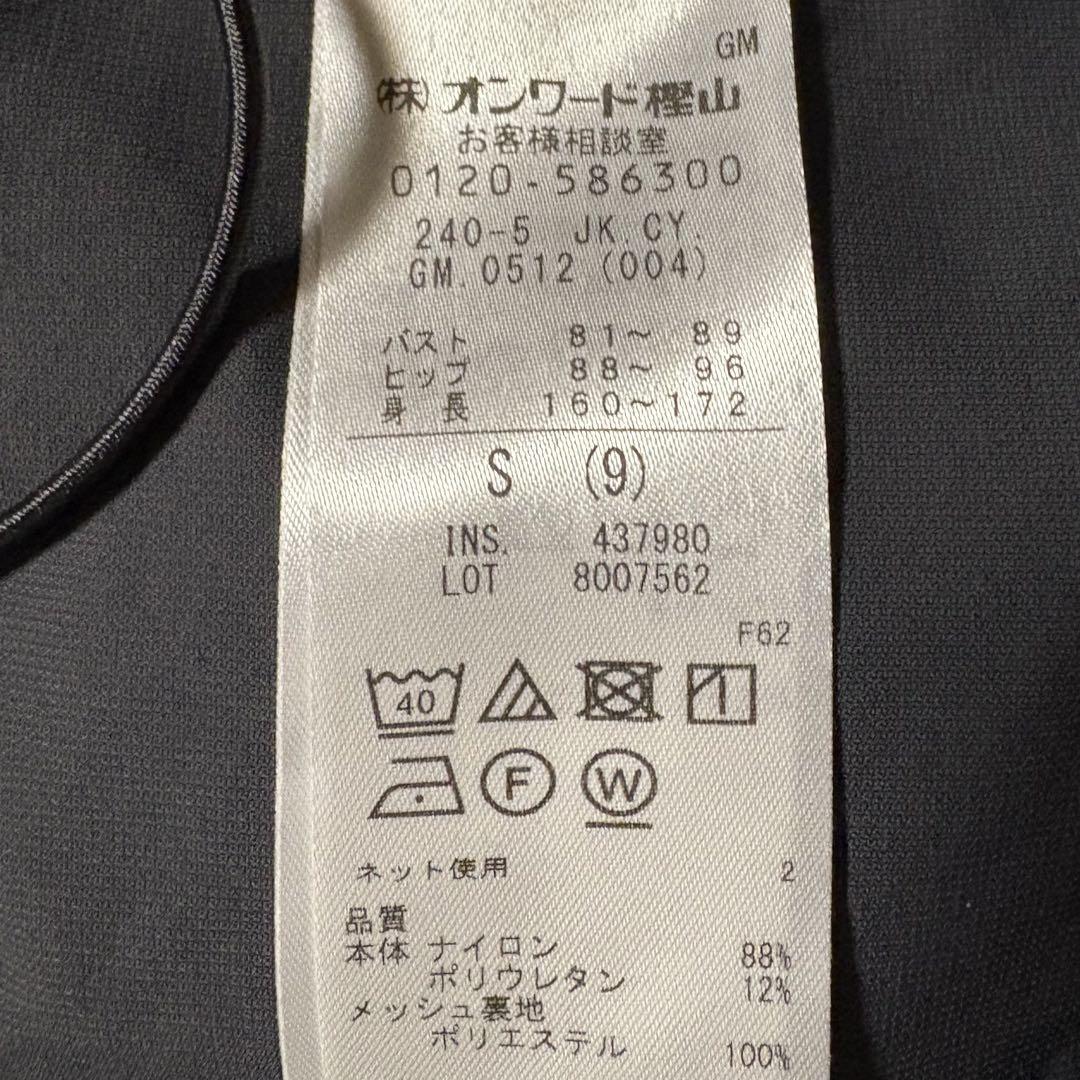 GM
㈱オンワード樫山
お客様相談室
0120-586300
240-5 JK.CY.
GM.0512 (004)
バスト 81～ 89
ヒップ 88～ 96
身長 160～172
S (9)
INS. 437980
LOT 8007562
F62
40
F W
ネット使用 2
品質
本体 ナイロン 88%
ポリウレタン 12%
メッシュ裏地
ポリエステル 100%